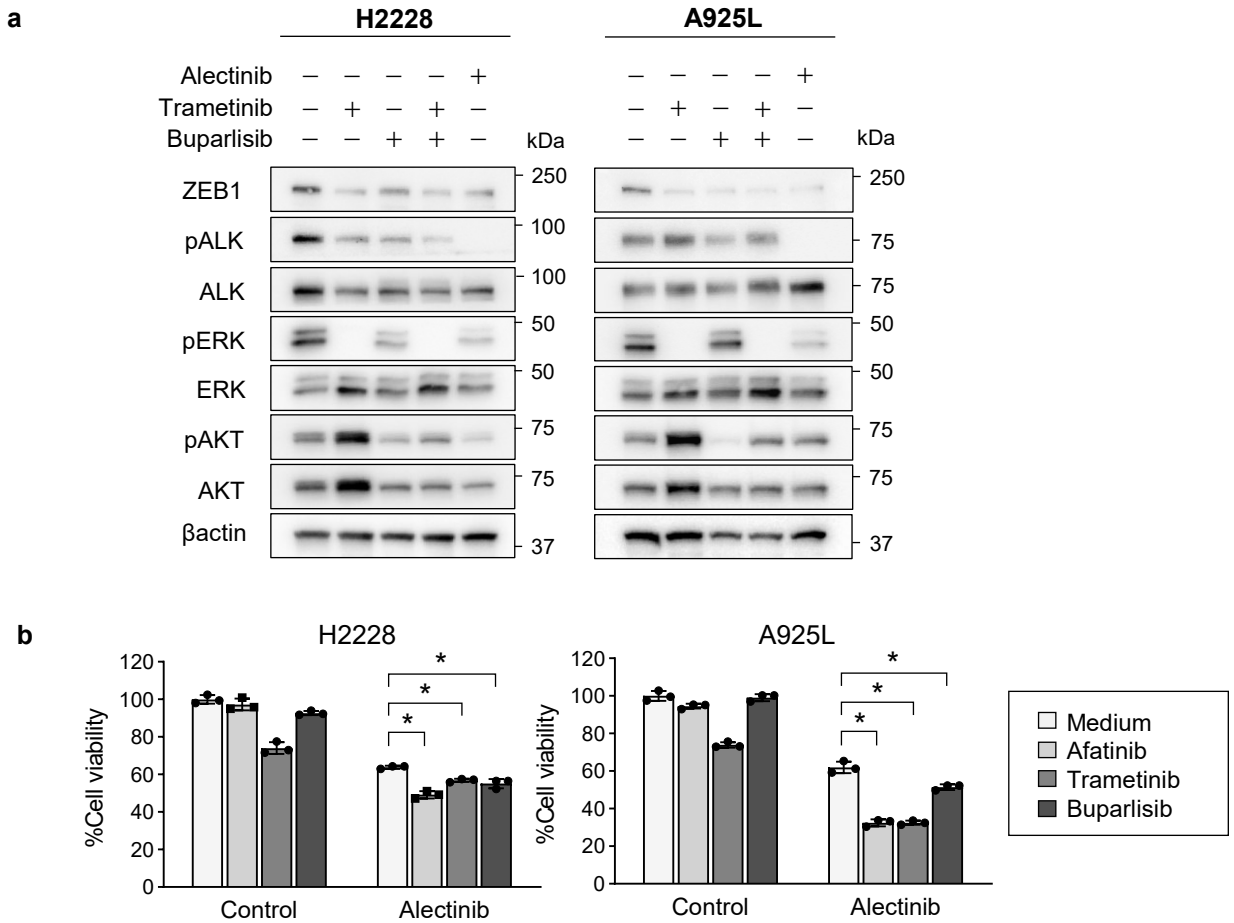 a
H2228 A925L
Alectinib − − − − + − − − − +
Trametinib − + − + − − + − + −
Buparlisib − − + + − kDa − − + + − kDa
ZEB1 250 250
pALK 100 75
ALK 100 75
pERK 50 50
ERK 50 50
pAKT 75 75
AKT 75 75
βactin 37 37
b
H2228
%Cell viability
120
100
80
60
40
20
0
* * *
Control Alectinib
A925L
%Cell viability
120
100
80
60
40
20
0
* * *
Control Alectinib
Medium
Afatinib
Trametinib
Buparlisib